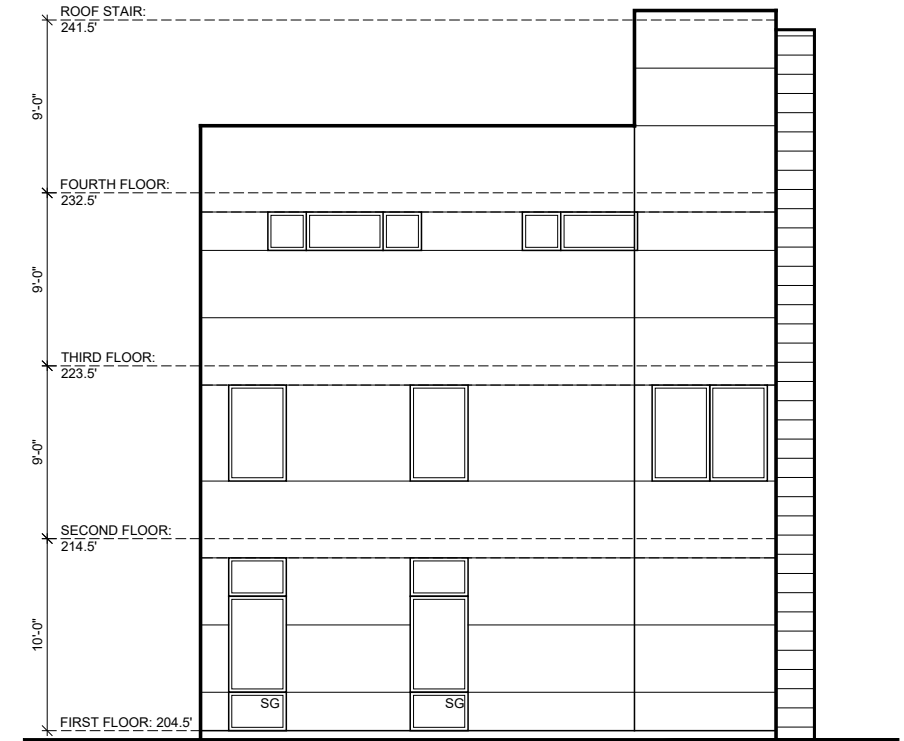 ROOF STAIR:
241.5'
9'-0"
FOURTH FLOOR:
232.5'
9'-0"
THIRD FLOOR:
223.5'
9'-0"
SECOND FLOOR:
214.5'
10'-0"
SG SG
FIRST FLOOR: 204.5'